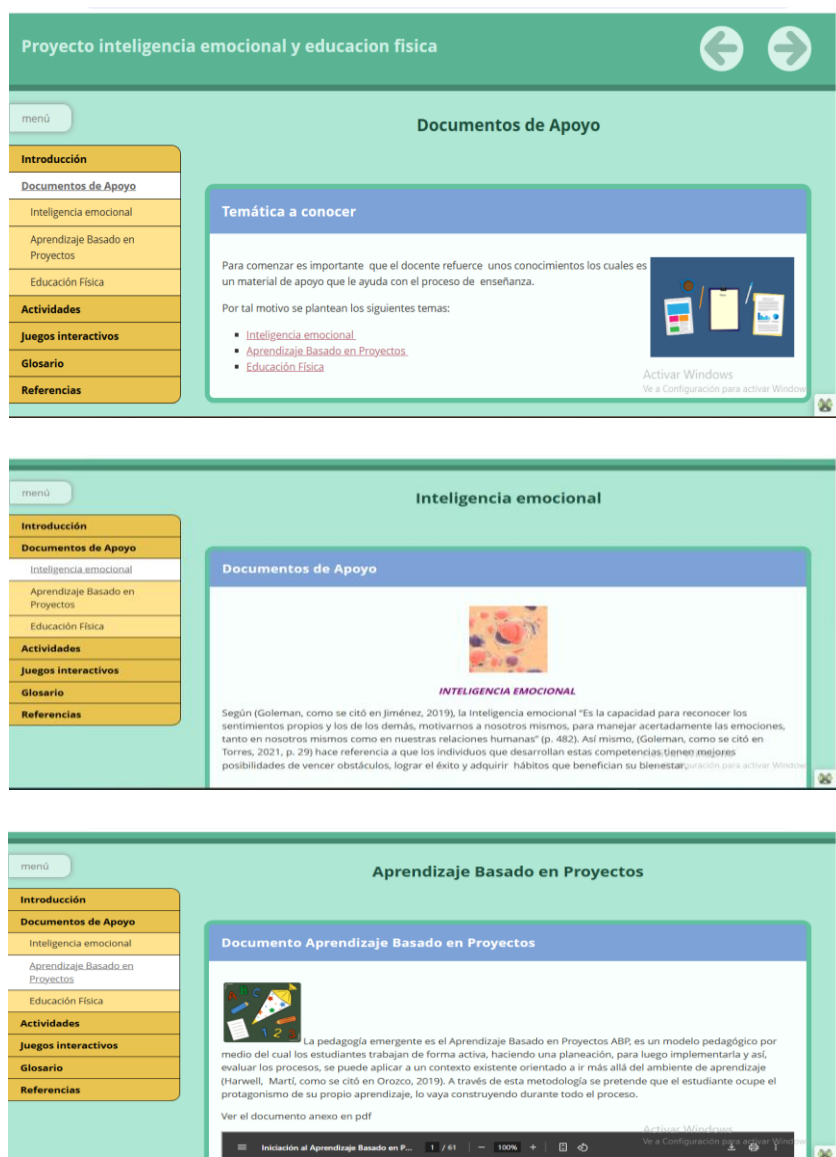 Proyecto inteligencia emocional y educacion fisica
menú
Documentos de Apoyo
Introducción
Documentos de Apoyo
Inteligencia emocional
Aprendizaje Basado en
Proyectos
Educación Física
Actividades
Juegos interactivos
Glosario
Referencias
Temática a conocer
Para comenzar es importante que el docente refuerce unos conocimientos los cuales es
un material de apoyo que le ayuda con el proceso de enseñanza.
Por tal motivo se plantean los siguientes temas:
Inteligencia emocional
Aprendizaje Basado en Proyectos
Educación Física
Activar Windows
Ve a Configuración para activar Window
menú
Inteligencia emocional
Introducción
Documentos de Apoyo
Inteligencia emocional
Aprendizaje Basado en
Proyectos
Educación Física
Actividades
Juegos interactivos
Glosario
Referencias
Documentos de Apoyo
INTELIGENCIA EMOCIONAL
Según (Goleman, como se citó en Jiménez, 2019), la Inteligencia emocional “Es la capacidad para reconocer los
sentimientos propios y los de los demás, motivarnos a nosotros mismos, para manejar acertadamente las emociones,
tanto en nosotros mismos como en nuestras relaciones humanas” (p. 482). Así mismo, (Goleman, como se citó en
Torres, 2021, p. 29) hace referencia a que los individuos que desarrollan estas competencias tienen mejores
posibilidades de vencer obstáculos, lograr el éxito y adquirir hábitos que benefician su bienestar.
menú
Aprendizaje Basado en Proyectos
Introducción
Documentos de Apoyo
Inteligencia emocional
Aprendizaje Basado en
Proyectos
Educación Física
Actividades
Juegos interactivos
Glosario
Referencias
Documento Aprendizaje Basado en Proyectos
A B C
1 2 3
La pedagogía emergente es el Aprendizaje Basado en Proyectos ABP, es un modelo pedagógico por
medio del cual los estudiantes trabajan de forma activa, haciendo una planeación, para luego implementarla y así,
evaluar los procesos, se puede aplicar a un contexto existente orientado a ir más allá del ambiente de aprendizaje
(Harwell, Martí, como se citó en Orozco, 2019). A través de esta metodología se pretende que el estudiante ocupe el
protagonismo de su propio aprendizaje, lo vaya construyendo durante todo el proceso.
Ver el documento anexo en pdf
Activar Windows
Ve a Configuración para activar Window
Iniciación al Aprendizaje Basado en P... 1 / 61 − 100% +